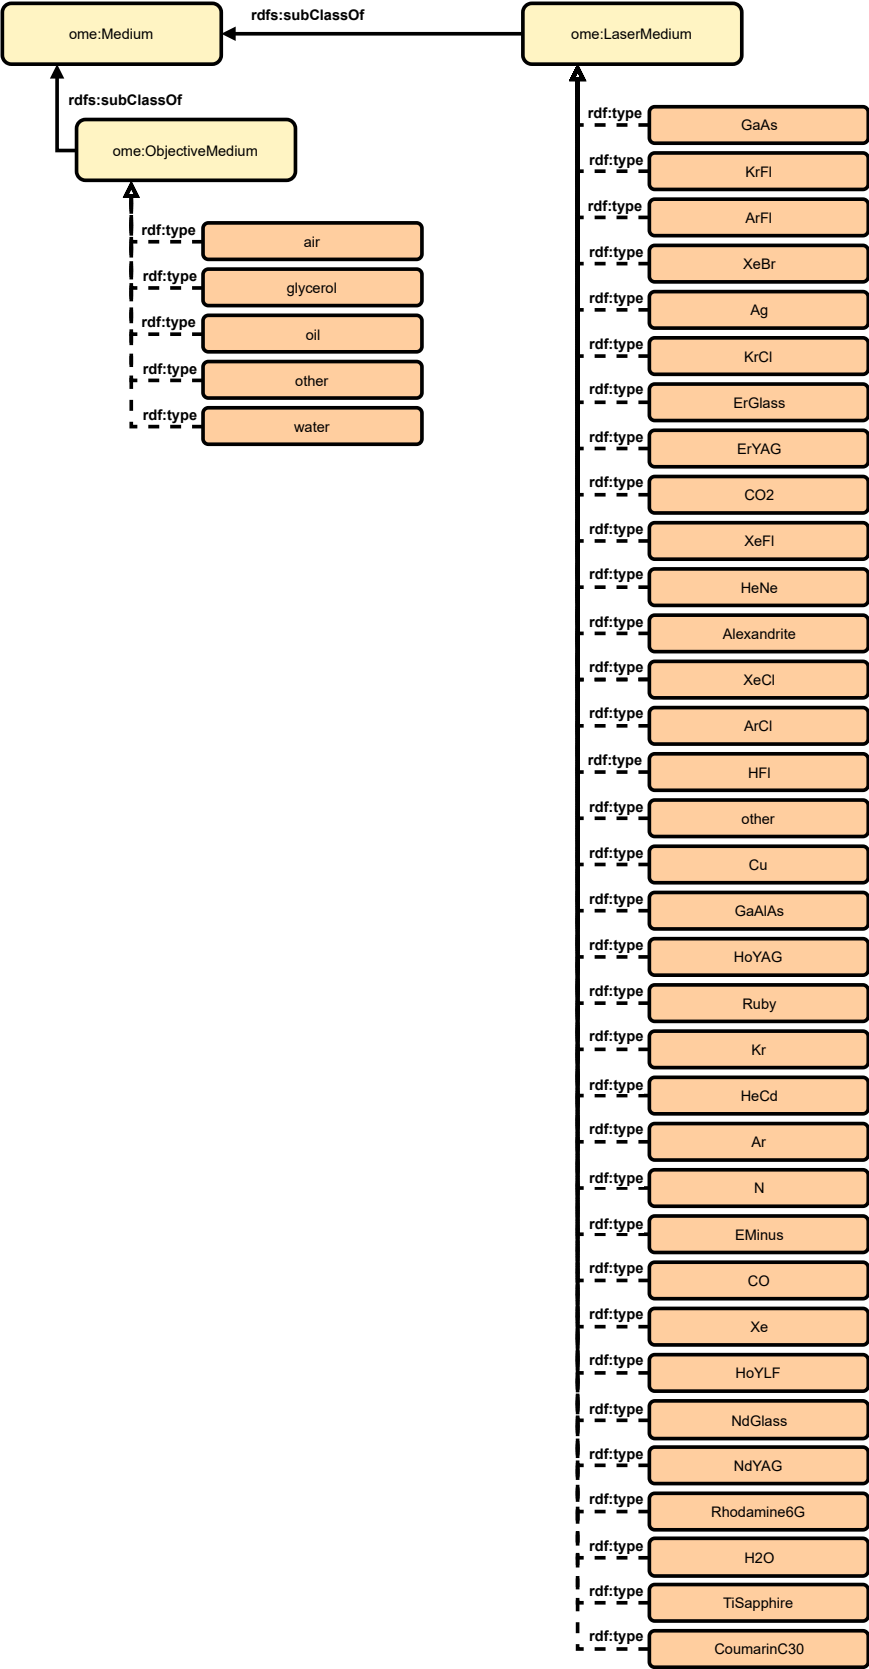 ome:Medium
rdfs:subClassOf
ome:LaserMedium
rdfs:subClassOf
ome:ObjectiveMedium
rdf:type
air
rdf:type
glycerol
rdf:type
oil
rdf:type
other
rdf:type
water
rdf:type
GaAs
rdf:type
KrFl
rdf:type
ArFl
rdf:type
XeBr
rdf:type
Ag
rdf:type
KrCl
rdf:type
ErGlass
rdf:type
ErYAG
rdf:type
CO2
rdf:type
XeFl
rdf:type
HeNe
rdf:type
Alexandrite
rdf:type
XeCl
rdf:type
ArCl
rdf:type
HFl
rdf:type
other
rdf:type
Cu
rdf:type
GaAlAs
rdf:type
HoYAG
rdf:type
Ruby
rdf:type
Kr
rdf:type
HeCd
rdf:type
Ar
rdf:type
N
rdf:type
EMinus
rdf:type
CO
rdf:type
Xe
rdf:type
HoYLF
rdf:type
NdGlass
rdf:type
NdYAG
rdf:type
Rhodamine6G
rdf:type
H2O
rdf:type
TiSapphire
rdf:type
CoumarinC30